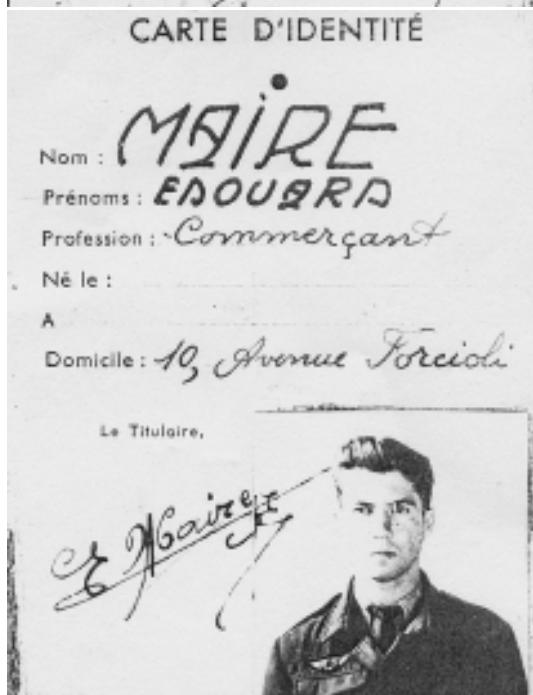 CARTE D'IDENTITÉ
Nom : MAIRE
Prénoms : EDOUARD
Profession : Commerçant
Né le :
A
Domicile : 10, Avenue Forcioli
Le Titulaire,
E Maire